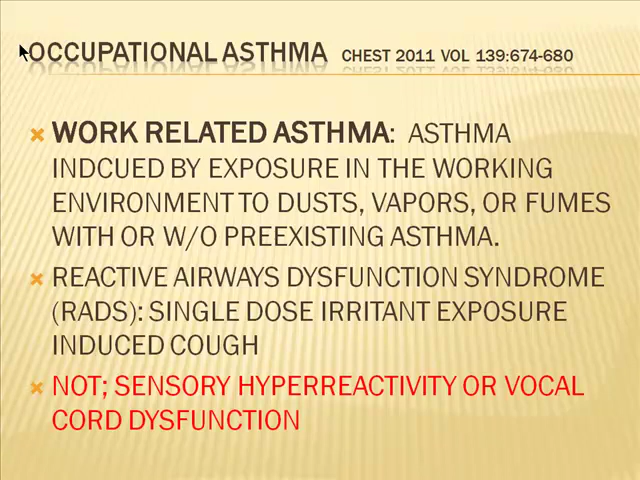 OCCUPATIONAL ASTHMA CHEST 2011 VOL 139:674-680
WORK RELATED ASTHMA: ASTHMA
INDCUED BY EXPOSURE IN THE WORKING
ENVIRONMENT TO DUSTS, VAPORS, OR FUMES
WITH OR W/O PREEXISTING ASTHMA.
REACTIVE AIRWAYS DYSFUNCTION SYNDROME
(RADS): SINGLE DOSE IRRITANT EXPOSURE
INDUCED COUGH
NOT; SENSORY HYPERREACTIVITY OR VOCAL
CORD DYSFUNCTION